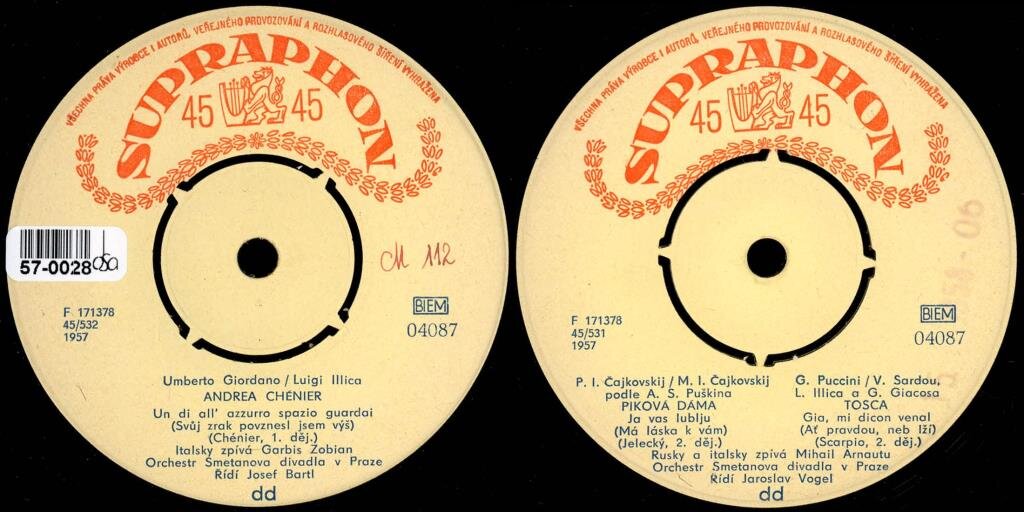 VŠECHNA PRÁVA VÝROBCE I AUTORŮ, VEŘEJNÉHO PROVOZOVÁNÍ A ROZHLASOVÉHO ŠÍŘENÍ VYHRAŽENA
SUPRAPHON
45 45
57-0028
M 112
F 171378
45/532
1957
BIEM
04087
Umberto Giordano / Luigi Illica
ANDREA CHÉNIER
Un di all' azzurro spazio guardai
(Svůj zrak povznesl jsem výš)
(Chénier, 1. děj.)
Italsky zpívá Garbis Zobian
Orchestr Smetanova divadla v Praze
Řídí Josef Bartl
dd
VŠECHNA PRÁVA VÝROBCE I AUTORŮ, VEŘEJNÉHO PROVOZOVÁNÍ A ROZHLASOVÉHO ŠÍŘENÍ VYHRAŽENA
SUPRAPHON
45 45
F 171378
45/531
1957
BIEM
04087
P. I. Čajkovskij / M. I. Čajkovskij
podle A. S. Puškina
PIKOVÁ DÁMA
Ja vas lublju
(Má láska k vám)
(Jelecký, 2. děj.)
G. Puccini / V. Sardou,
L. Illica a G. Giacosa
TOSCA
Gia, mi dicon venal
(Ať pravdou, neb lží)
(Scarpio, 2. děj.)
Rusky a italsky zpívá Mihail Arnautu
Orchestr Smetanova divadla v Praze
Řídí Jaroslav Vogel
dd